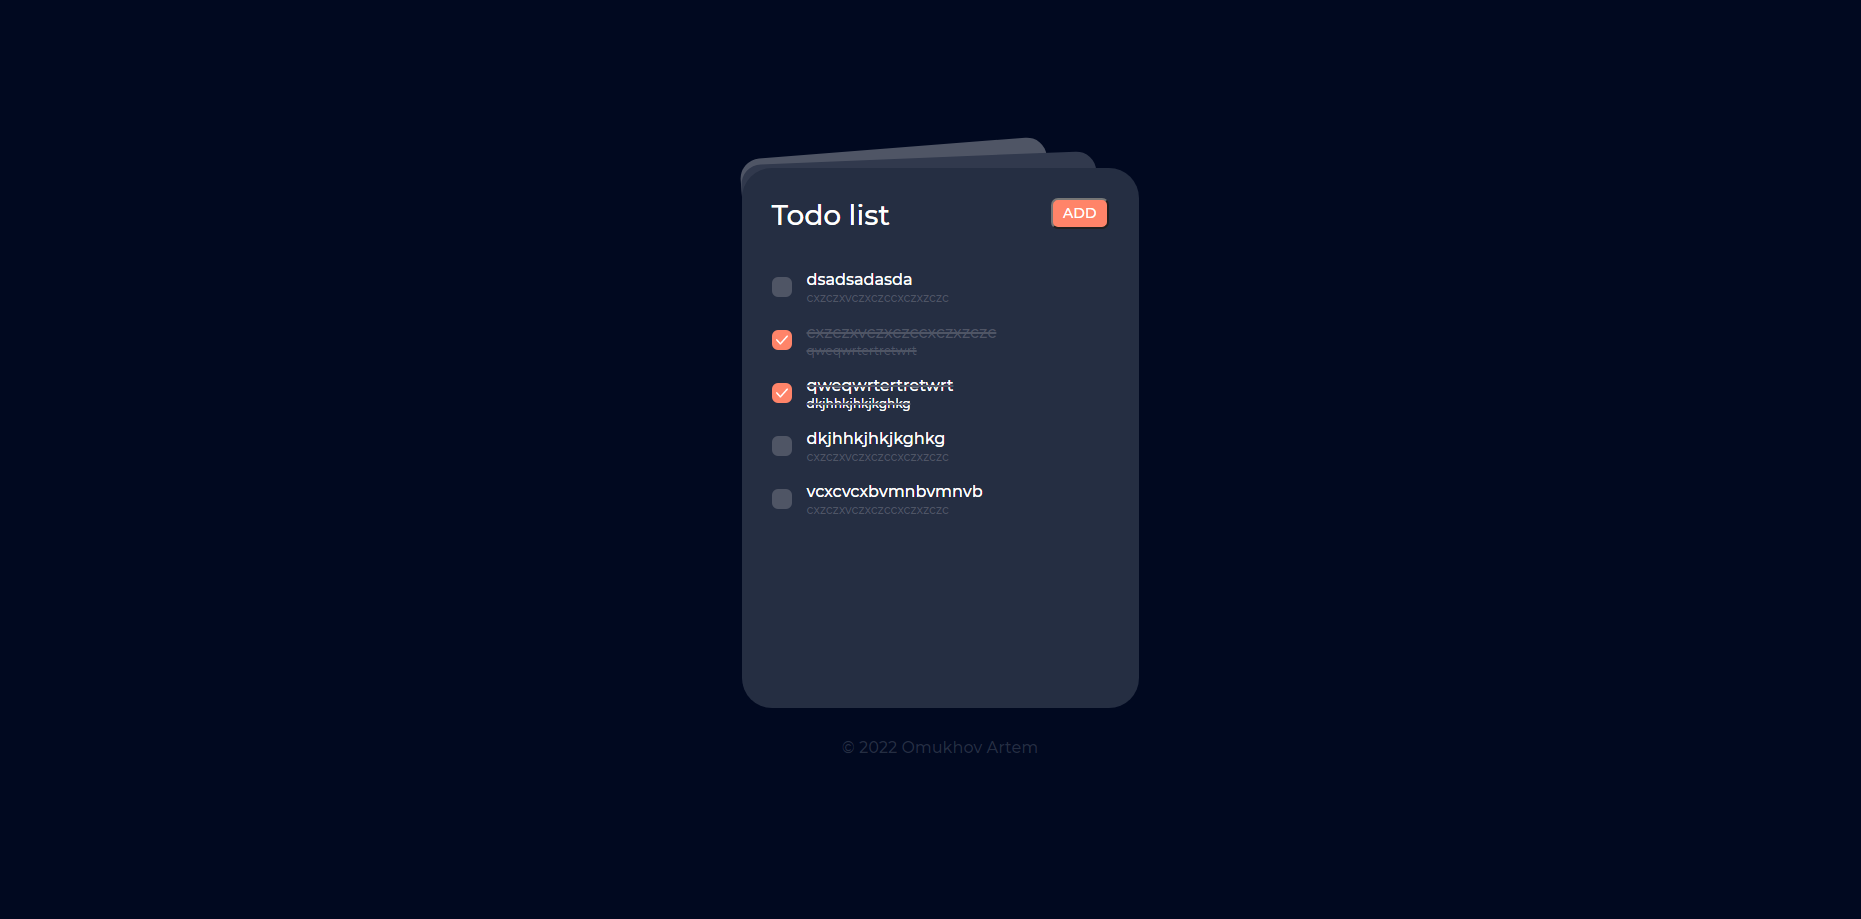 Todo list
ADD
dsadsadasda
cxzczxvczxczccxczxzczc
cxzczxvczxczccxczxzczc
qweqwrtertretwrt
qweqwrtertretwrt
dkjhhkjhkjkghkg
dkjhhkjhkjkghkg
cxzczxvczxczccxczxzczc
vcxcvcxbvmnbvmnvb
cxzczxvczxczccxczxzczc
© 2022 Omukhov Artem